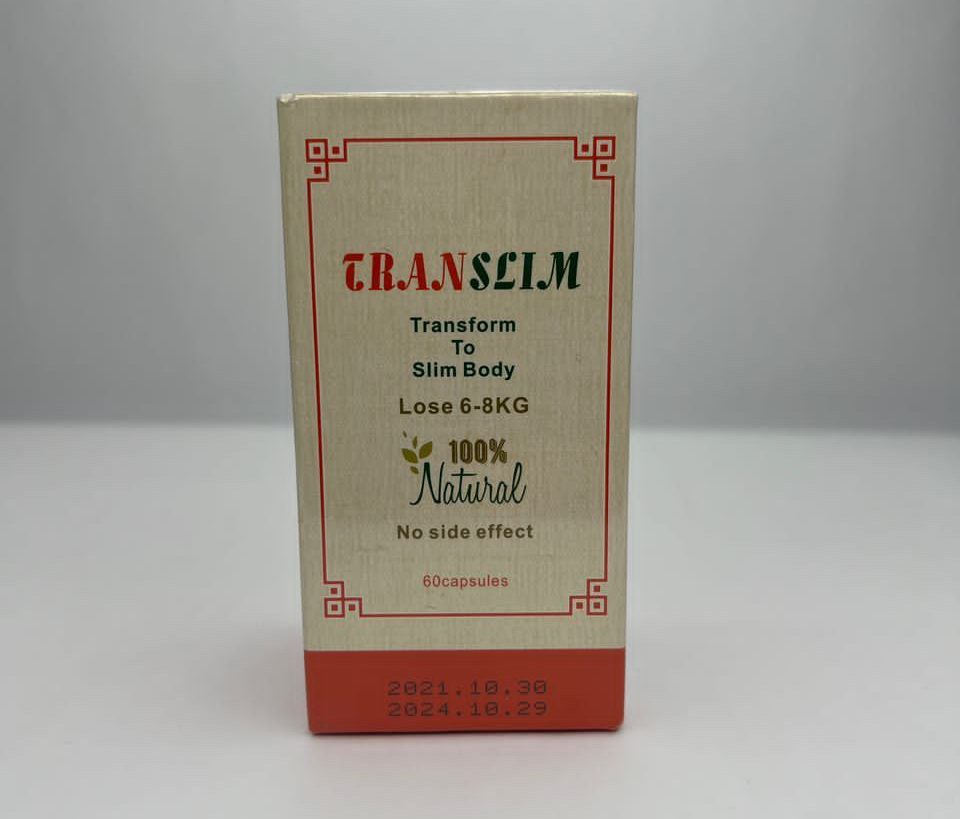 TRANSLIM
Transform
To
Slim Body
Lose 6-8KG
100%
Natural
No side effect
60capsules
2021.10.30
2024.10.29